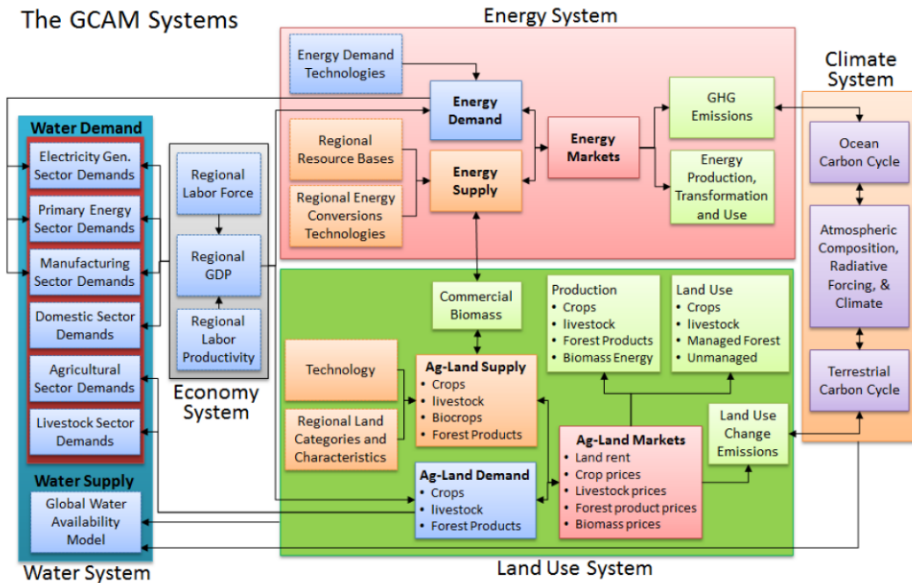 The GCAM Systems
Energy System
Energy Demand
Technologies
Energy
Demand
Regional
Resource Bases
Energy
Supply
Regional Energy
Conversions
Technologies
Energy
Markets
GHG
Emissions
Energy
Production,
Transformation
and Use
Climate
System
Ocean
Carbon Cycle
Atmospheric
Composition,
Radiative
Forcing, &
Climate
Terrestrial
Carbon Cycle
Water Demand
Electricity Gen.
Sector Demands
Primary Energy
Sector Demands
Manufacturing
Sector Demands
Domestic Sector
Demands
Agricultural
Sector Demands
Livestock Sector
Demands
Water Supply
Global Water
Availability
Model
Water System
Regional
Labor Force
Regional
GDP
Regional
Labor
Productivity
Economy
System
Commercial
Biomass
Technology
Regional Land
Categories and
Characteristics
Ag-Land Supply
• Crops
• livestock
• Biocrops
• Forest Products
Ag-Land Demand
• Crops
• livestock
• Forest Products
Production
• Crops
• livestock
• Forest Products
• Biomass Energy
Land Use
• Crops
• livestock
• Managed Forest
• Unmanaged
Ag-Land Markets
• Land rent
• Crop prices
• Livestock prices
• Forest product prices
• Biomass prices
Land Use
Change
Emissions
Land Use System